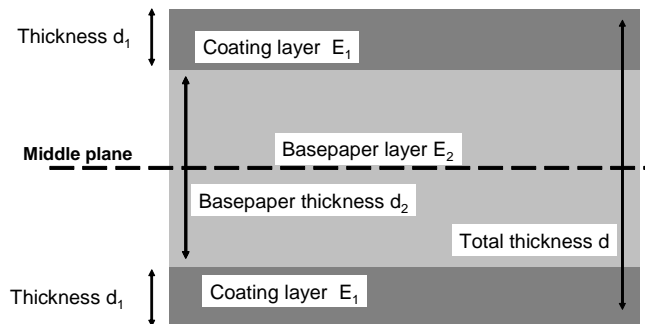 Thickness d₁
Coating layer E₁
Basepaper layer E₂
Middle plane
Basepaper thickness d₂
Total thickness d
Thickness d₁
Coating layer E₁